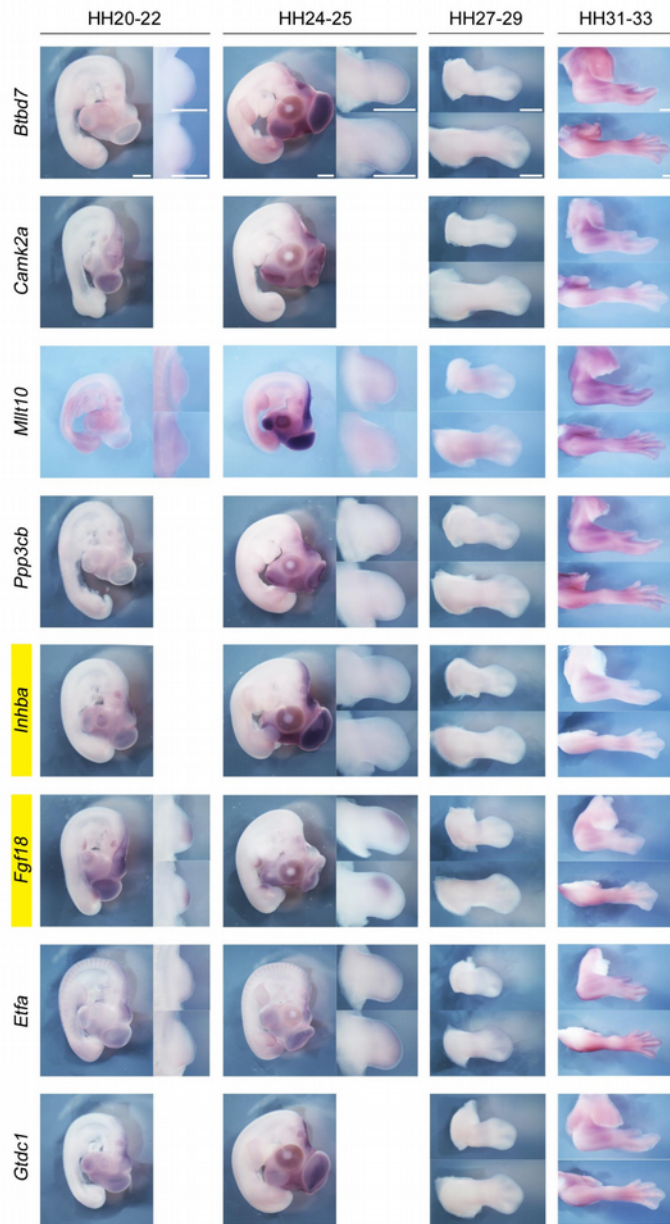 HH20-22 HH24-25 HH27-29 HH31-33
Btbd7
Camk2a
Mllt10
Ppp3cb
Inhba
Fgf18
Etfa
Gtdc1